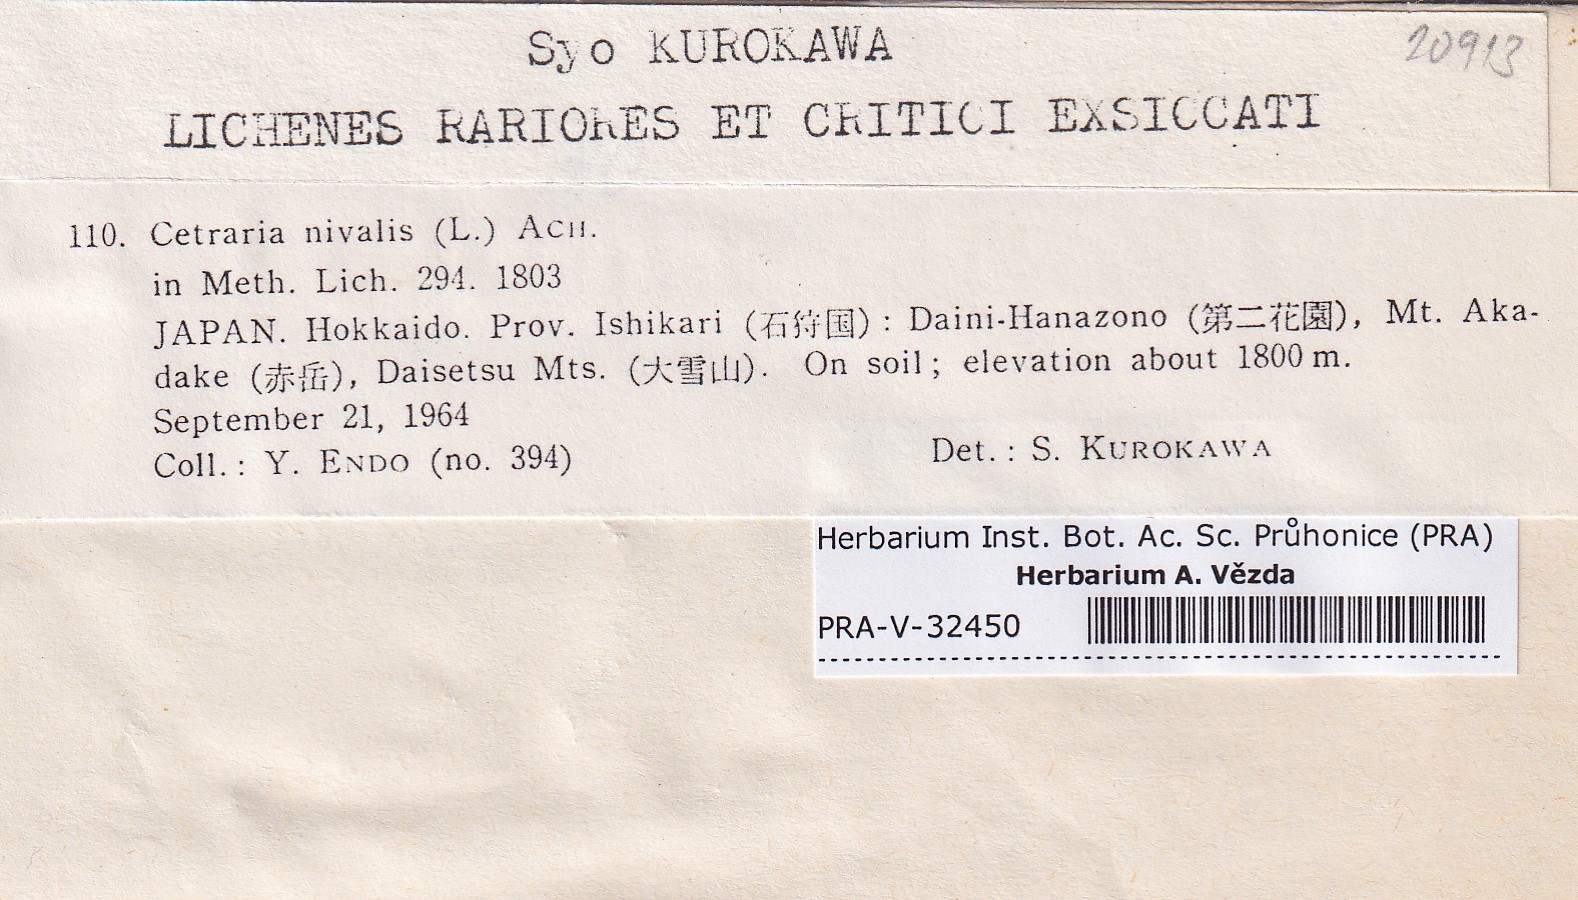 20913
Syo KUROKAWA
LICHENES RARIORES ET CRITICI EXSICCATI
110. Cetraria nivalis (L.) ACH.
in Meth. Lich. 294. 1803
JAPAN. Hokkaido. Prov. Ishikari (石狩国) : Daini-Hanazono (第二花園), Mt. Aka-
dake (赤岳), Daisetsu Mts. (大雪山). On soil ; elevation about 1800 m.
September 21, 1964
Coll. : Y. ENDO (no. 394) Det. : S. KUROKAWA
Herbarium Inst. Bot. Ac. Sc. Průhonice (PRA)
Herbarium A. Vězda
PRA-V-32450